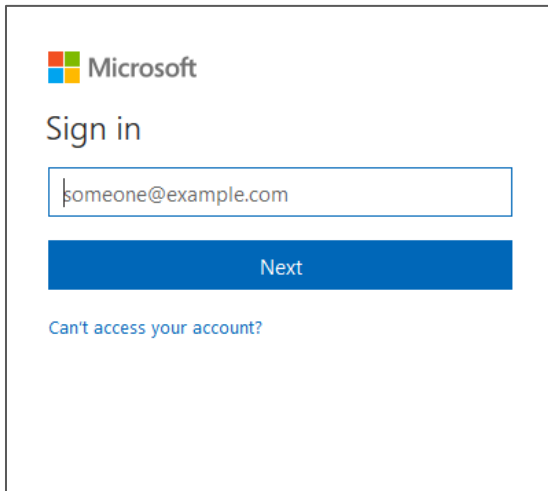 Microsoft
Sign in
someone@example.com
Next
Can't access your account?